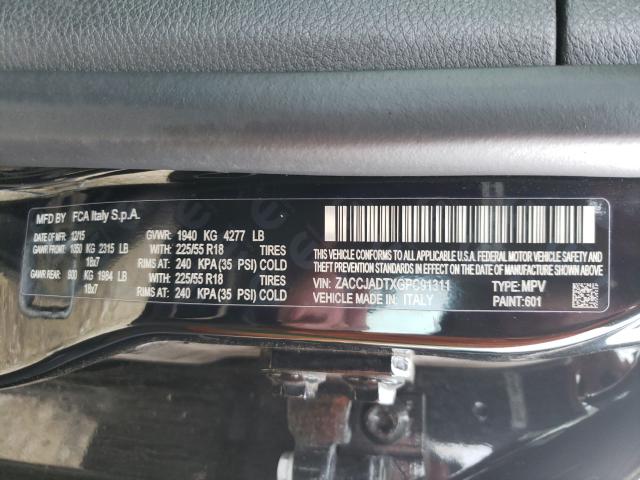 MFD BY FCA Italy S.p.A.
DATE OF MFR 12/15 GVWR: 1940 KG 4277 LB
GAWR FRONT: 1050 KG 2315 LB WITH: 225/55 R18 TIRES
18x7 RIMS AT: 240 KPA (35 PSI) COLD
GAWR REAR: 900 KG 1984 LB WITH: 225/55 R18 TIRES
18x7 RIMS AT: 240 KPA (35 PSI) COLD
THIS VEHICLE CONFORMS TO ALL APPLICABLE U.S.A. FEDERAL MOTOR VEHICLE SAFETY
BUMPER AND THEFT PREVENTION STANDARDS IN EFFECT ON THE DATE OF MANUFACTURE SHOWN ABOVE
VIN: ZACCJADTXGPC91311 TYPE: MPV
VEHICLE MADE IN: ITALY PAINT: 601